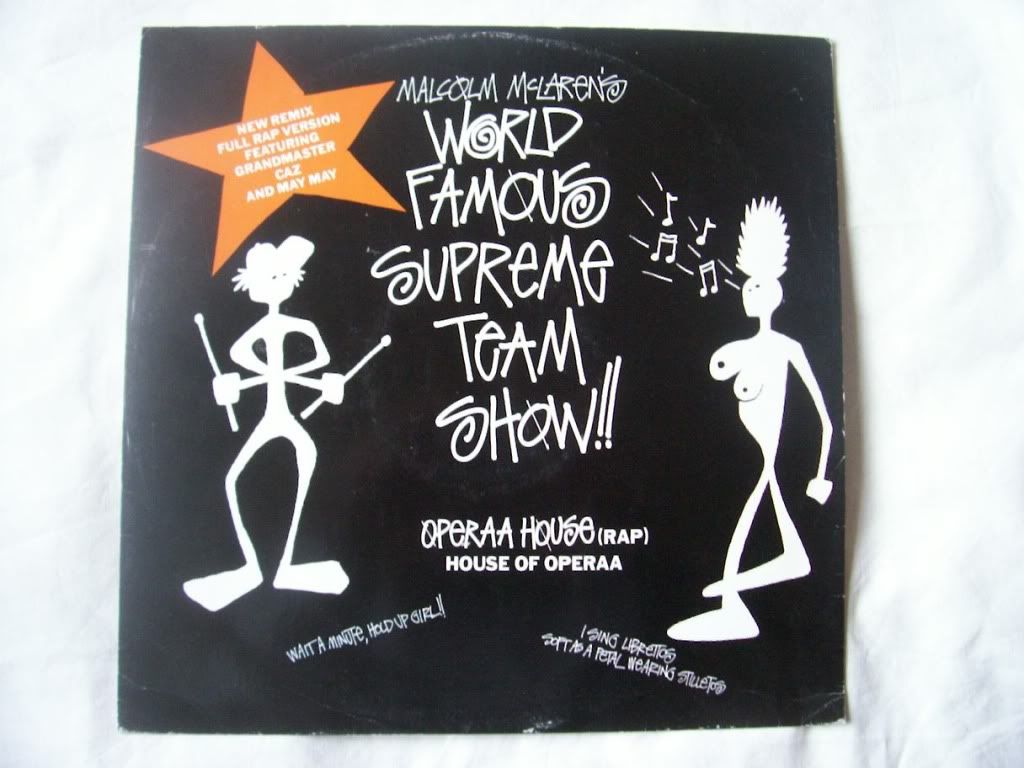 NEW REMIX
FULL RAP VERSION
FEATURING
GRANDMASTER
CAZ
AND MAY MAY
MALCOLM McLAREN'S
WORLD
FAMOUS
SUPREME
TEAM
SHOW!!
OPERAA HOUSE (RAP)
HOUSE OF OPERAA
WAIT A MINUTE, HOLD UP GIRL!!
I SING LIBRETTOS
SOFT AS A PETAL WEARING STILLETOS